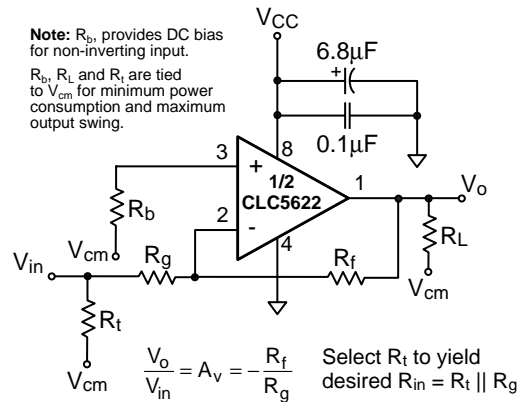 Note: Rb, provides DC bias
for non-inverting input.
Rb, RL and Rt are tied
to Vcm for minimum power
consumption and maximum
output swing.
VCC
6.8µF
+
0.1µF
8
3
+
1/2
CLC5622
1
Vo
Rb
2
-
4
RL
Vcm
Vin
Rg
Rf
Vcm
Rt
Vcm
Vo/Vin = Av = -Rf/Rg
Select Rt to yield
desired Rin = Rt || Rg